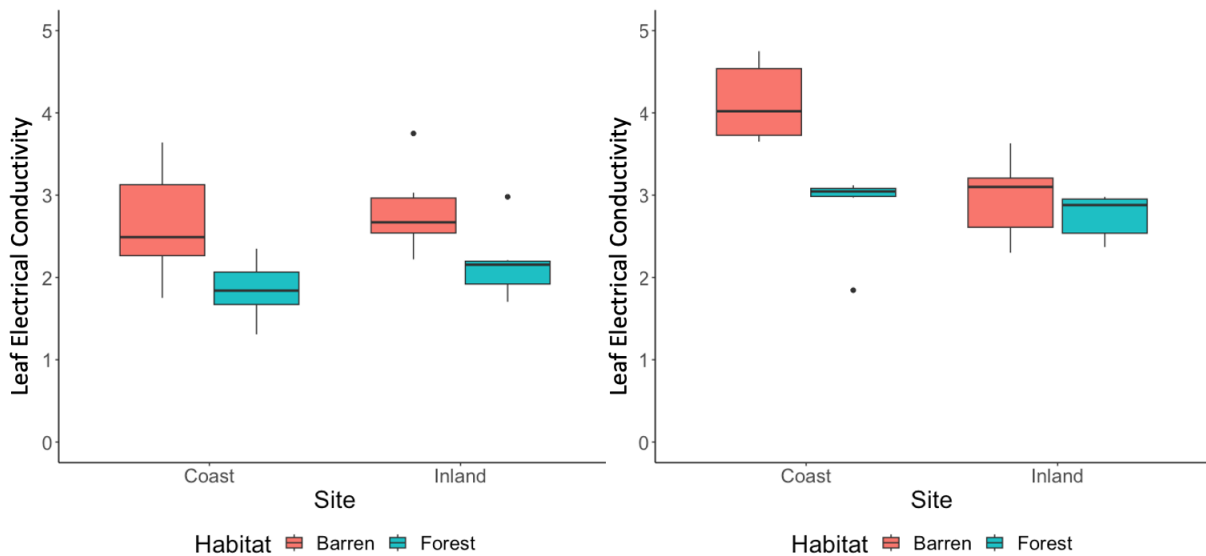 Leaf Electrical Conductivity
5
4
3
2
1
0
Coast
Inland
Site
Habitat Barren Forest
Leaf Electrical Conductivity
5
4
3
2
1
0
Coast
Inland
Site
Habitat Barren Forest